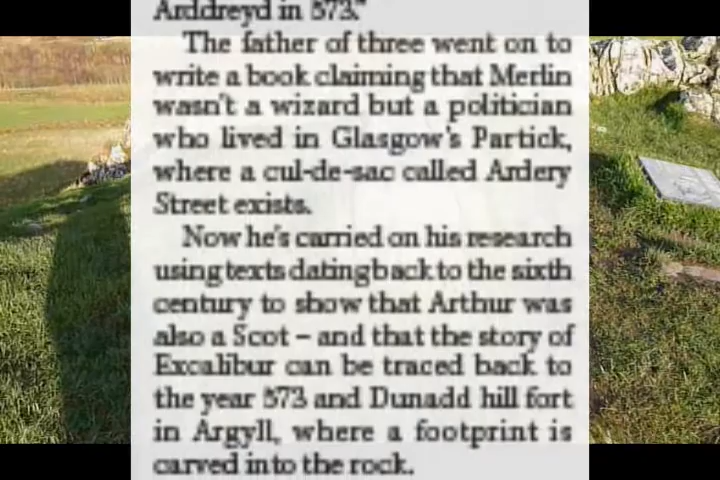 Arddreyd in 573."
The father of three went on to
write a book claiming that Merlin
wasn't a wizard but a politician
who lived in Glasgow's Partick,
where a cul-de-sac called Ardery
Street exists.
Now he's carried on his research
using texts dating back to the sixth
century to show that Arthur was
also a Scot – and that the story of
Excalibur can be traced back to
the year 573 and Dunadd hill fort
in Argyll, where a footprint is
carved into the rock.